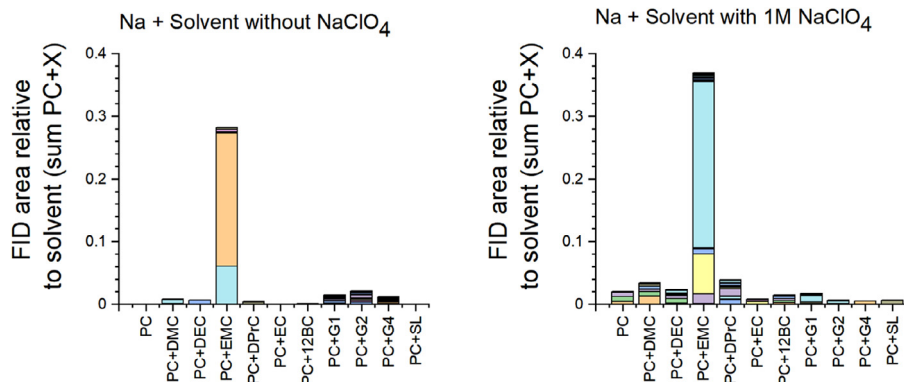 Na + Solvent without NaClO4
FID area relative
to solvent (sum PC+X)
0.4
0.3
0.2
0.1
0
PC
PC+DMC
PC+DEC
PC+EMC
PC+DPrC
PC+EC
PC+12BC
PC+G1
PC+G2
PC+G4
PC+SL
Na + Solvent with 1M NaClO4
FID area relative
to solvent (sum PC+X)
0.4
0.3
0.2
0.1
0
PC
PC+DMC
PC+DEC
PC+EMC
PC+DPrC
PC+EC
PC+12BC
PC+G1
PC+G2
PC+G4
PC+SL